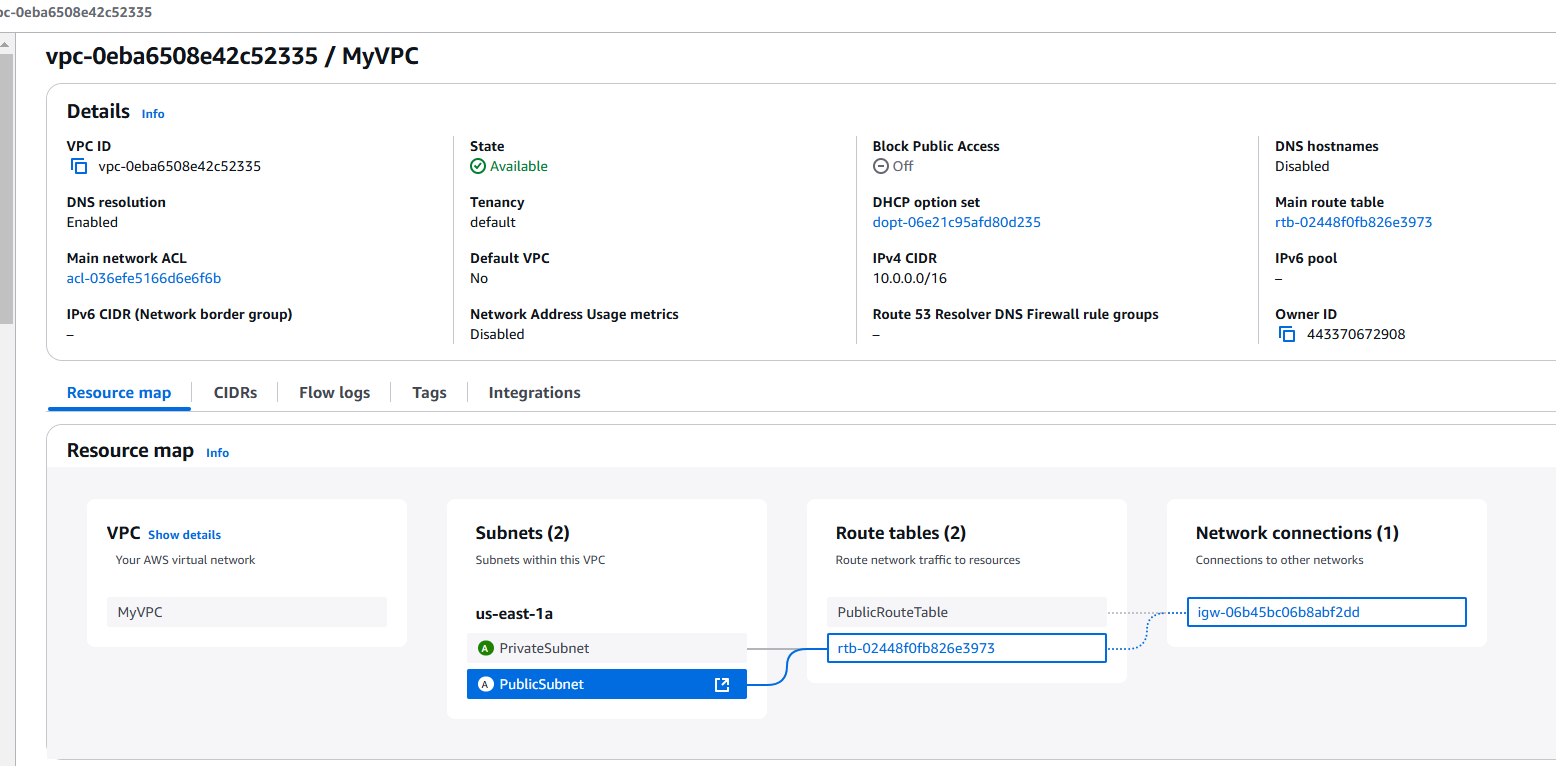 pc-0eba6508e42c52335
vpc-0eba6508e42c52335 / MyVPC
Details Info
VPC ID
vpc-0eba6508e42c52335
State
Available
Block Public Access
Off
DNS hostnames
Disabled
DNS resolution
Enabled
Tenancy
default
DHCP option set
dopt-06e21c95afd80d235
Main route table
rtb-02448f0fb826e3973
Main network ACL
acl-036efe5166d6e6f6b
Default VPC
No
IPv4 CIDR
10.0.0.0/16
IPv6 pool
–
IPv6 CIDR (Network border group)
–
Network Address Usage metrics
Disabled
Route 53 Resolver DNS Firewall rule groups
–
Owner ID
443370672908
Resource map CIDRs Flow logs Tags Integrations
Resource map Info
VPC Show details
Your AWS virtual network
MyVPC
Subnets (2)
Subnets within this VPC
us-east-1a
A PrivateSubnet
A PublicSubnet
Route tables (2)
Route network traffic to resources
PublicRouteTable
rtb-02448f0fb826e3973
Network connections (1)
Connections to other networks
igw-06b45bc06b8abf2dd